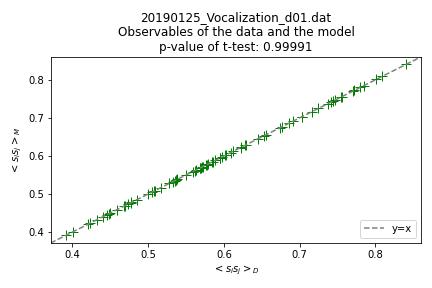 20190125_Vocalization_d01.dat
Observables of the data and the model
p-value of t-test: 0.99991
0.8
0.7
0.6
0.5
0.4
< s_i s_j >_M
y=x
0.4 0.5 0.6 0.7 0.8
< s_i s_j >_D